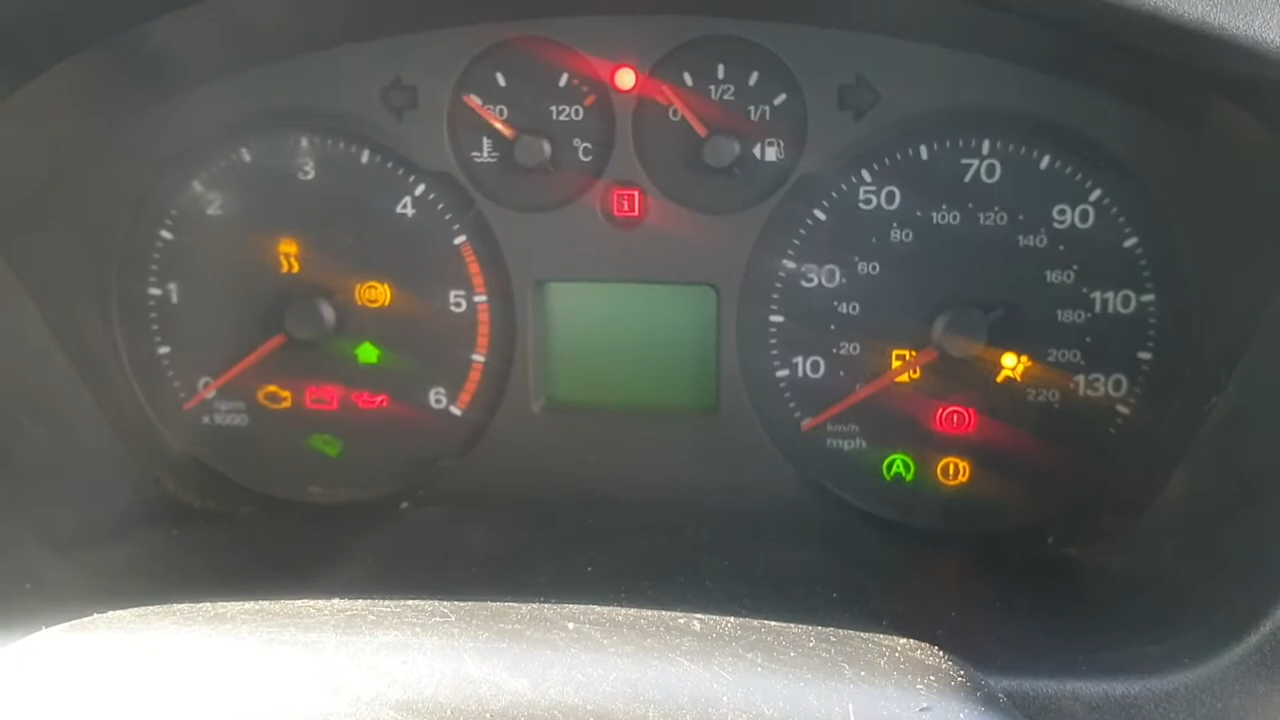 60 120
°C
0 1/2 1/1
i
0 1 2 3 4 5 6
rpm
x1000
ABS
10 30 50 70 90 110 130
20 40 60 80 100 120 140 160 180 200 220
km/h
mph
!
A !